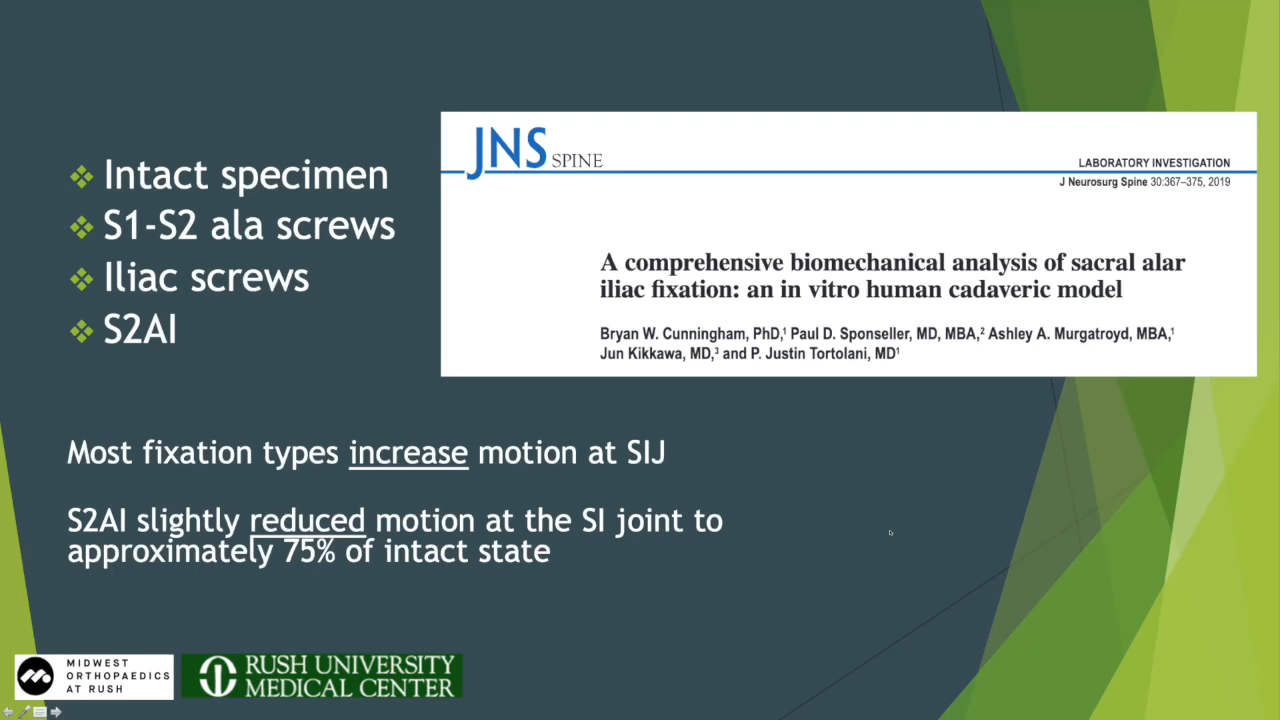 Intact specimen
S1-S2 ala screws
Iliac screws
S2AI
JNS SPINE
LABORATORY INVESTIGATION
J Neurosurg Spine 30:367–375, 2019
A comprehensive biomechanical analysis of sacral alar
iliac fixation: an in vitro human cadaveric model
Bryan W. Cunningham, PhD,¹ Paul D. Sponseller, MD, MBA,² Ashley A. Murgatroyd, MBA,¹
Jun Kikkawa, MD,³ and P. Justin Tortolani, MD¹
Most fixation types increase motion at SIJ
S2AI slightly reduced motion at the SI joint to
approximately 75% of intact state
MIDWEST
ORTHOPAEDICS
AT RUSH
RUSH UNIVERSITY
MEDICAL CENTER